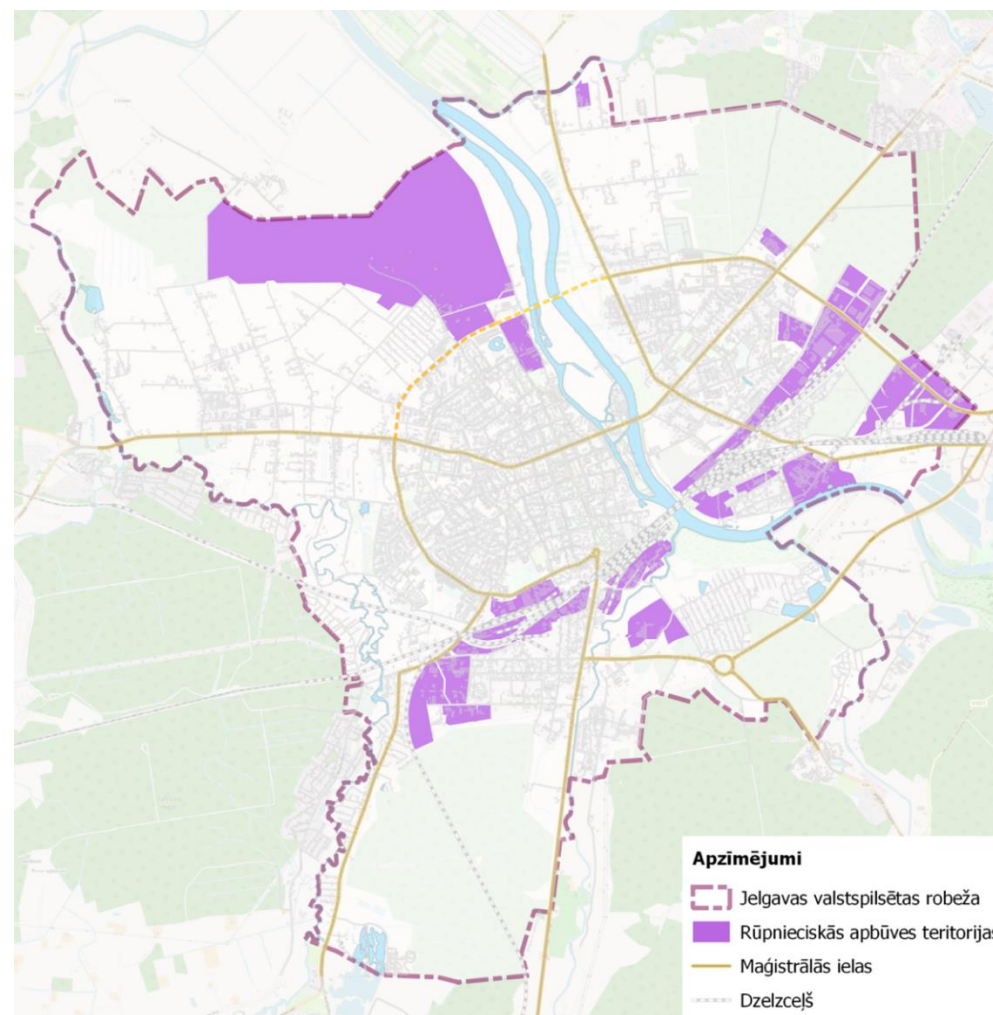 Apzīmējumi
Jelgavas valstspilsētas robeža
Rūpnieciskās apbūves teritorijas
Maģistrālās ielas
Dzelzceļš